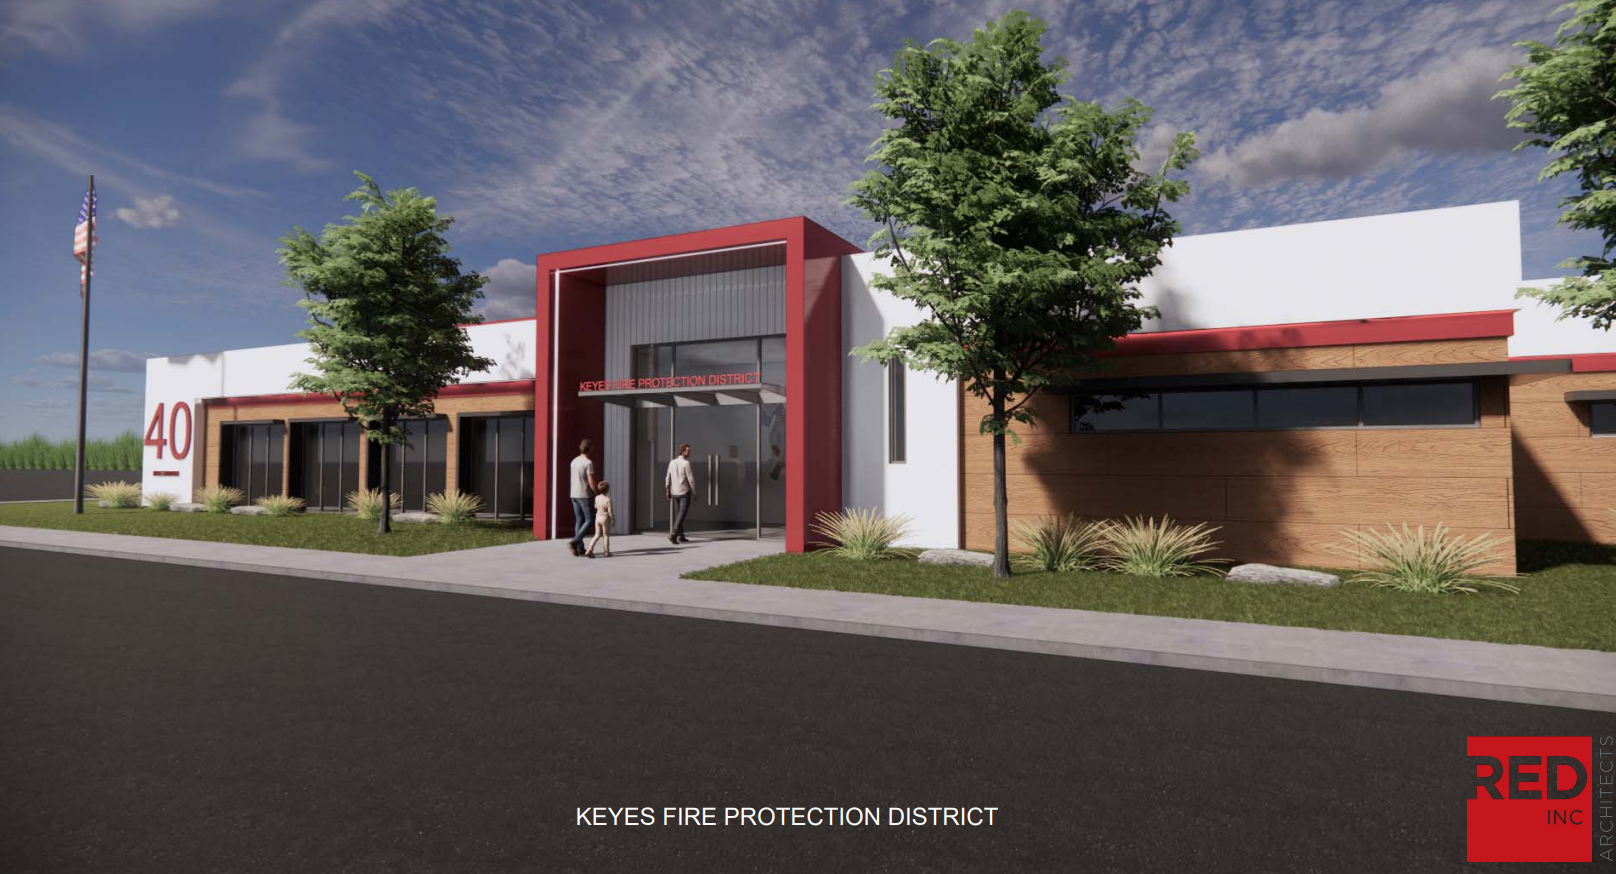 KEYES FIRE PROTECTION DISTRICT
40
KEYES FIRE PROTECTION DISTRICT
RED
INC
ARCHITECTS